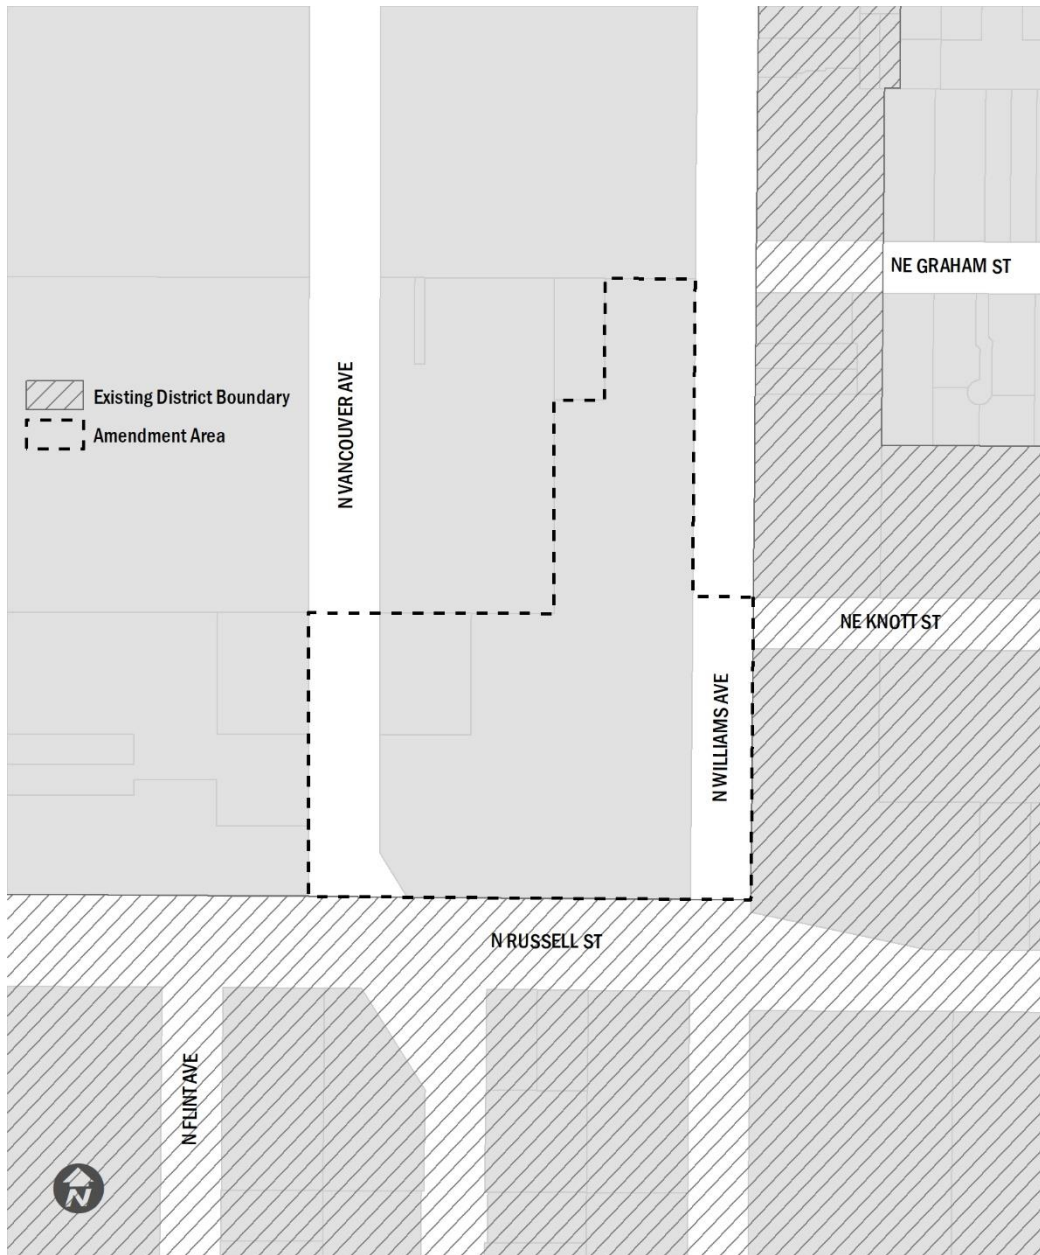 NE GRAHAM ST
N VANCOUVER AVE
Existing District Boundary
Amendment Area
NE KNOTT ST
N WILLIAMS AVE
N RUSSELL ST
N FLINT AVE
N